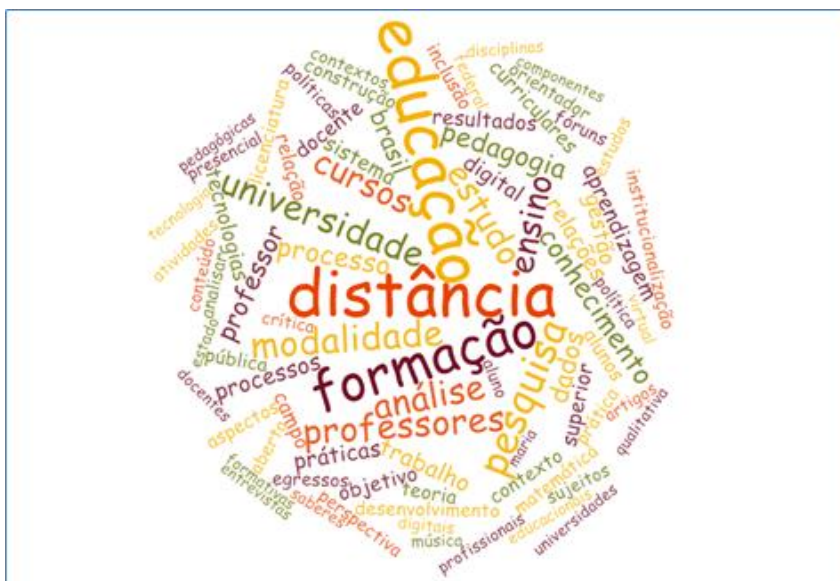 educação
disciplinas
federal
inclusão
contextos
construção
políticas
componentes
orientador
curriculares
fóruns
resultados
docente
brasil
pedagogia
estudos
licenciatura
pedagógicas
presencial
relação
sistema
cursos
digital
estudo
ensino
aprendizagem
gestão
relações
institucionalização
tecnologia
tecnologias
universidade
atividades
conteúdo
analisar
professor
processo
distância
conhecimento
política
virtual
estado
crítica
modalidade
formação
pública
processos
docentes
análise
aluno
pesquisa
dados
alunos
superior
prática
artigos
qualitativa
aspectos
campo
aberta
professores
maria
práticas
trabalho
contexto
matemática
sujeitos
formativas
entrevistas
egressos
objetivo
teoria
saberes
perspectiva
desenvolvimento
digitais
música
educacionais
universidades
profissionais